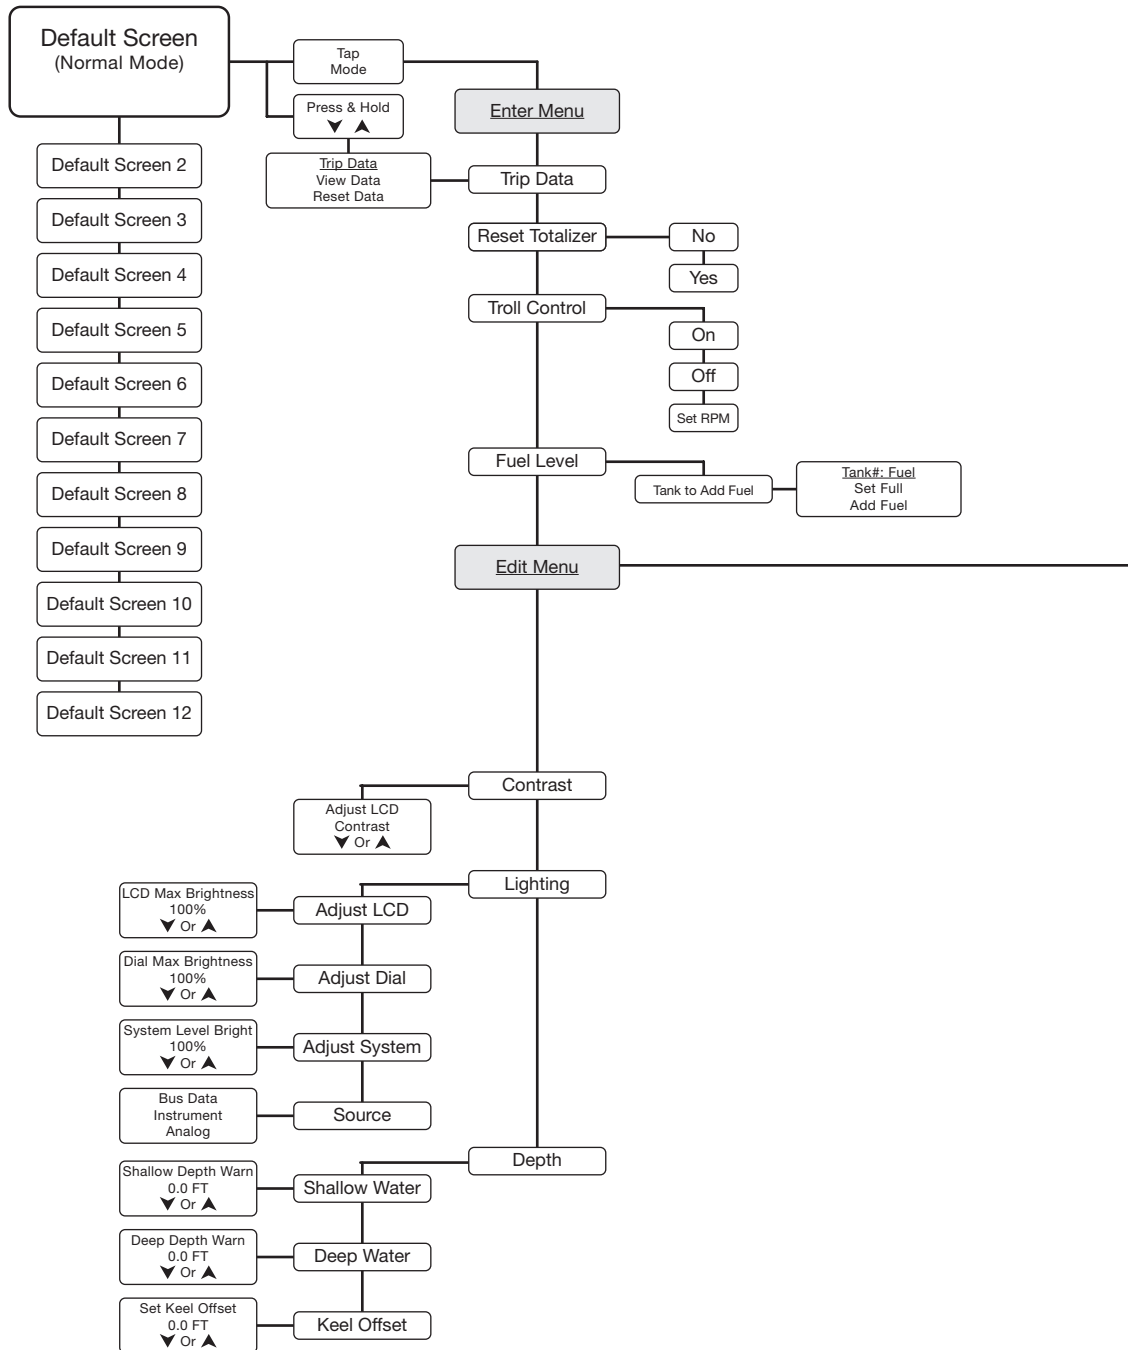 Default Screen
(Normal Mode)
Tap
Mode
Press & Hold
Enter Menu
Trip Data
View Data
Reset Data
Trip Data
Default Screen 2
Default Screen 3
Default Screen 4
Default Screen 5
Default Screen 6
Default Screen 7
Default Screen 8
Default Screen 9
Default Screen 10
Default Screen 11
Default Screen 12
Reset Totalizer
No
Yes
Troll Control
On
Off
Set RPM
Fuel Level
Tank to Add Fuel
Tank#: Fuel
Set Full
Add Fuel
Edit Menu
Contrast
Adjust LCD
Contrast
Or
Lighting
LCD Max Brightness
100%
Or
Adjust LCD
Dial Max Brightness
100%
Or
Adjust Dial
System Level Bright
100%
Or
Adjust System
Bus Data
Instrument
Analog
Source
Depth
Shallow Depth Warn
0.0 FT
Or
Shallow Water
Deep Depth Warn
0.0 FT
Or
Deep Water
Set Keel Offset
0.0 FT
Or
Keel Offset